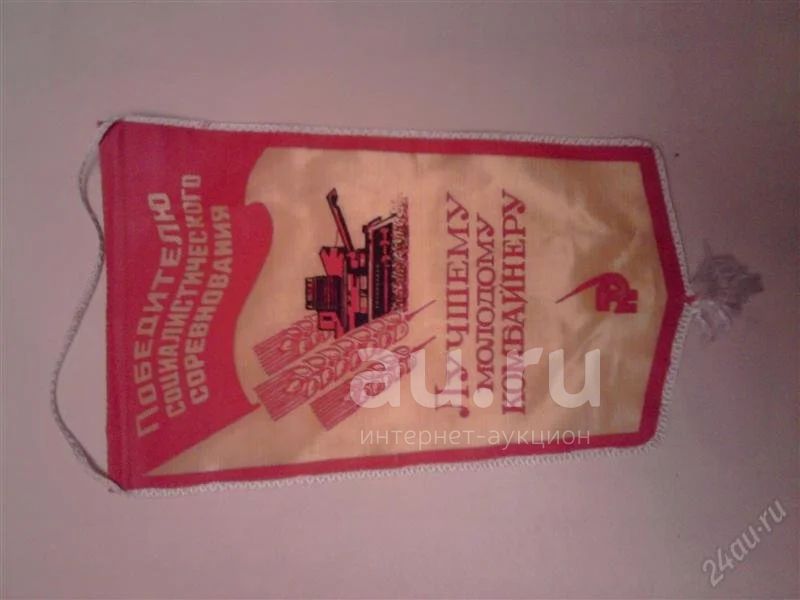 ПОБЕДИТЕЛЮ
СОЦИАЛИСТИЧЕСКОГО
СОРЕВНОВАНИЯ
ЛУЧШЕМУ
МОЛОДОМУ
КОМБАЙНЕРУ
au.ru
интернет-аукцион
24au.ru